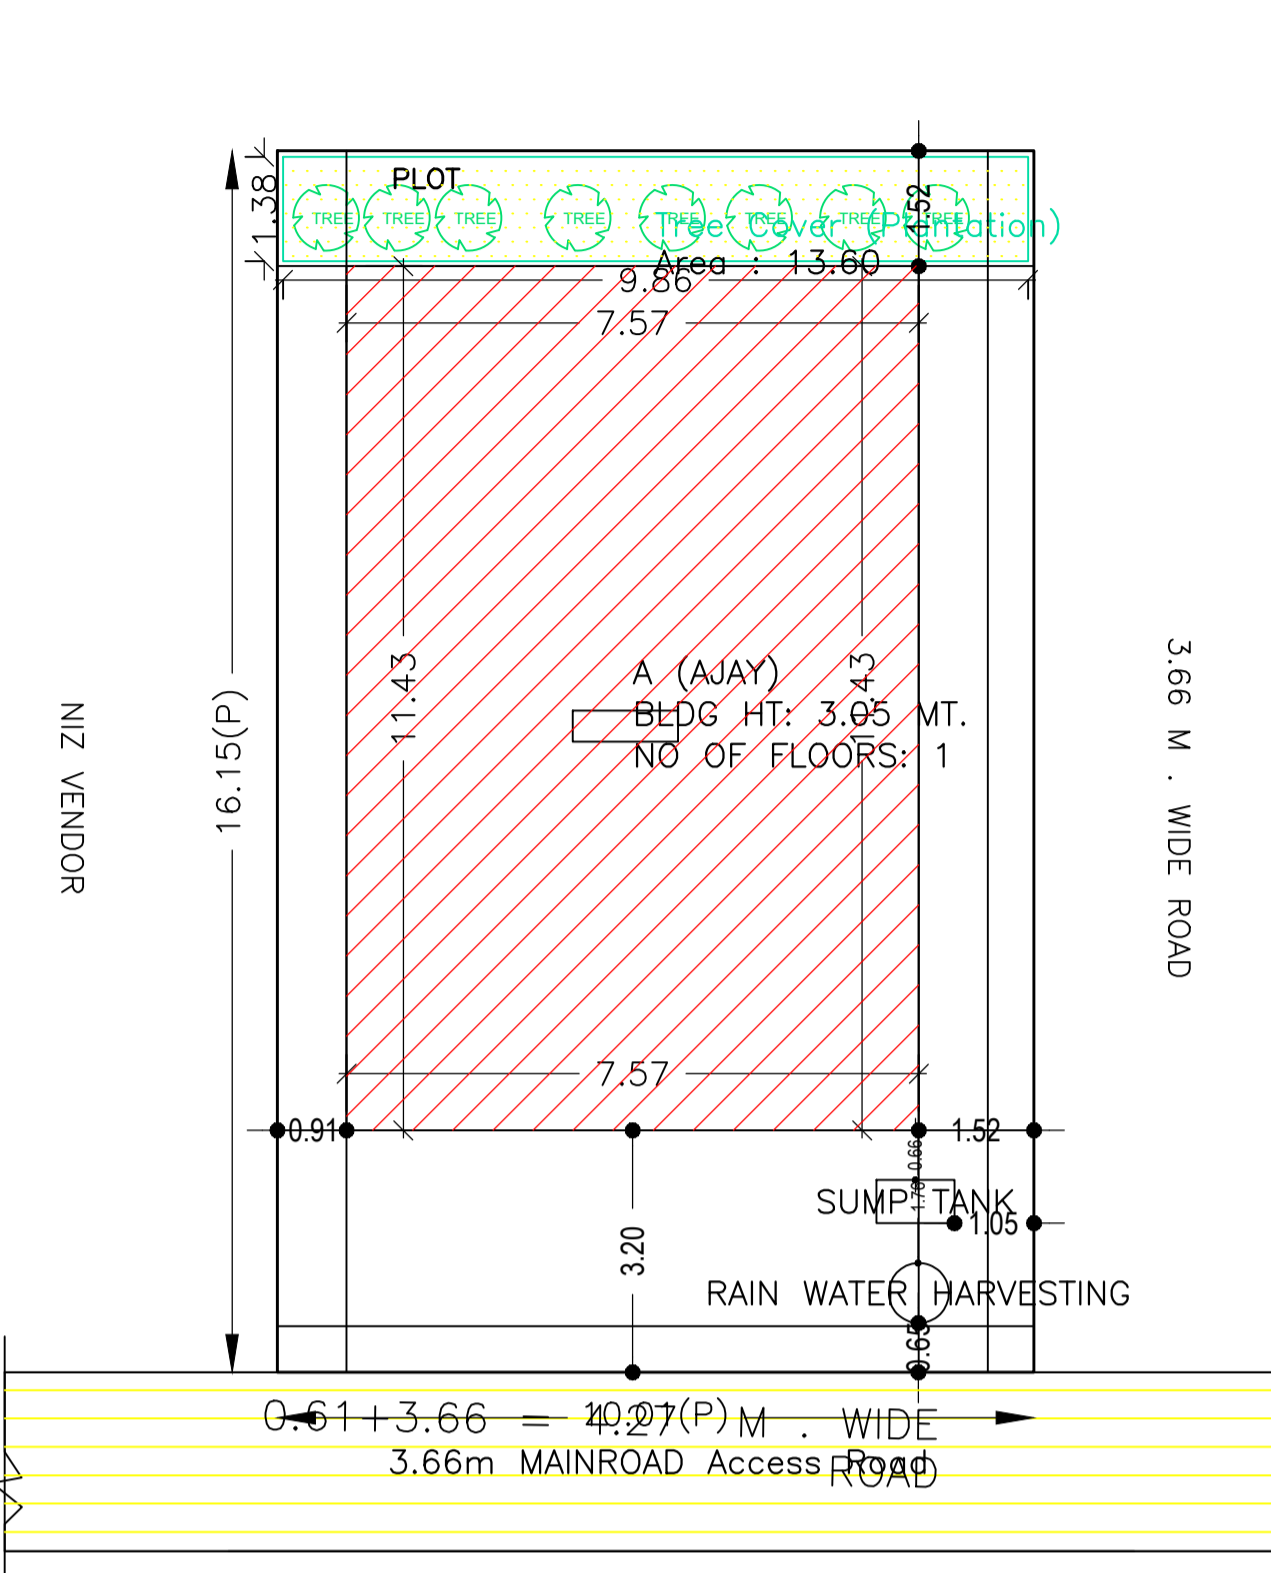 PLOT
1.38
1.52
TREE
TREE
TREE
TREE
TREE
TREE
TREE
TREE
Tree Cover (Plantation)
Area : 13.60
9.86
7.57
11.43
11.43
A (AJAY)
BLDG HT: 3.05 MT.
NO OF FLOORS: 1
16.15(P)
NIZ VENDOR
3.66 M . WIDE ROAD
7.57
0.91
1.52
0.66
1.76
SUMP TANK
1.05
3.20
RAIN WATER HARVESTING
0.65
10.01(P)
0.61+3.66 = 4.27 M . WIDE
ROAD
3.66m MAINROAD Access Road